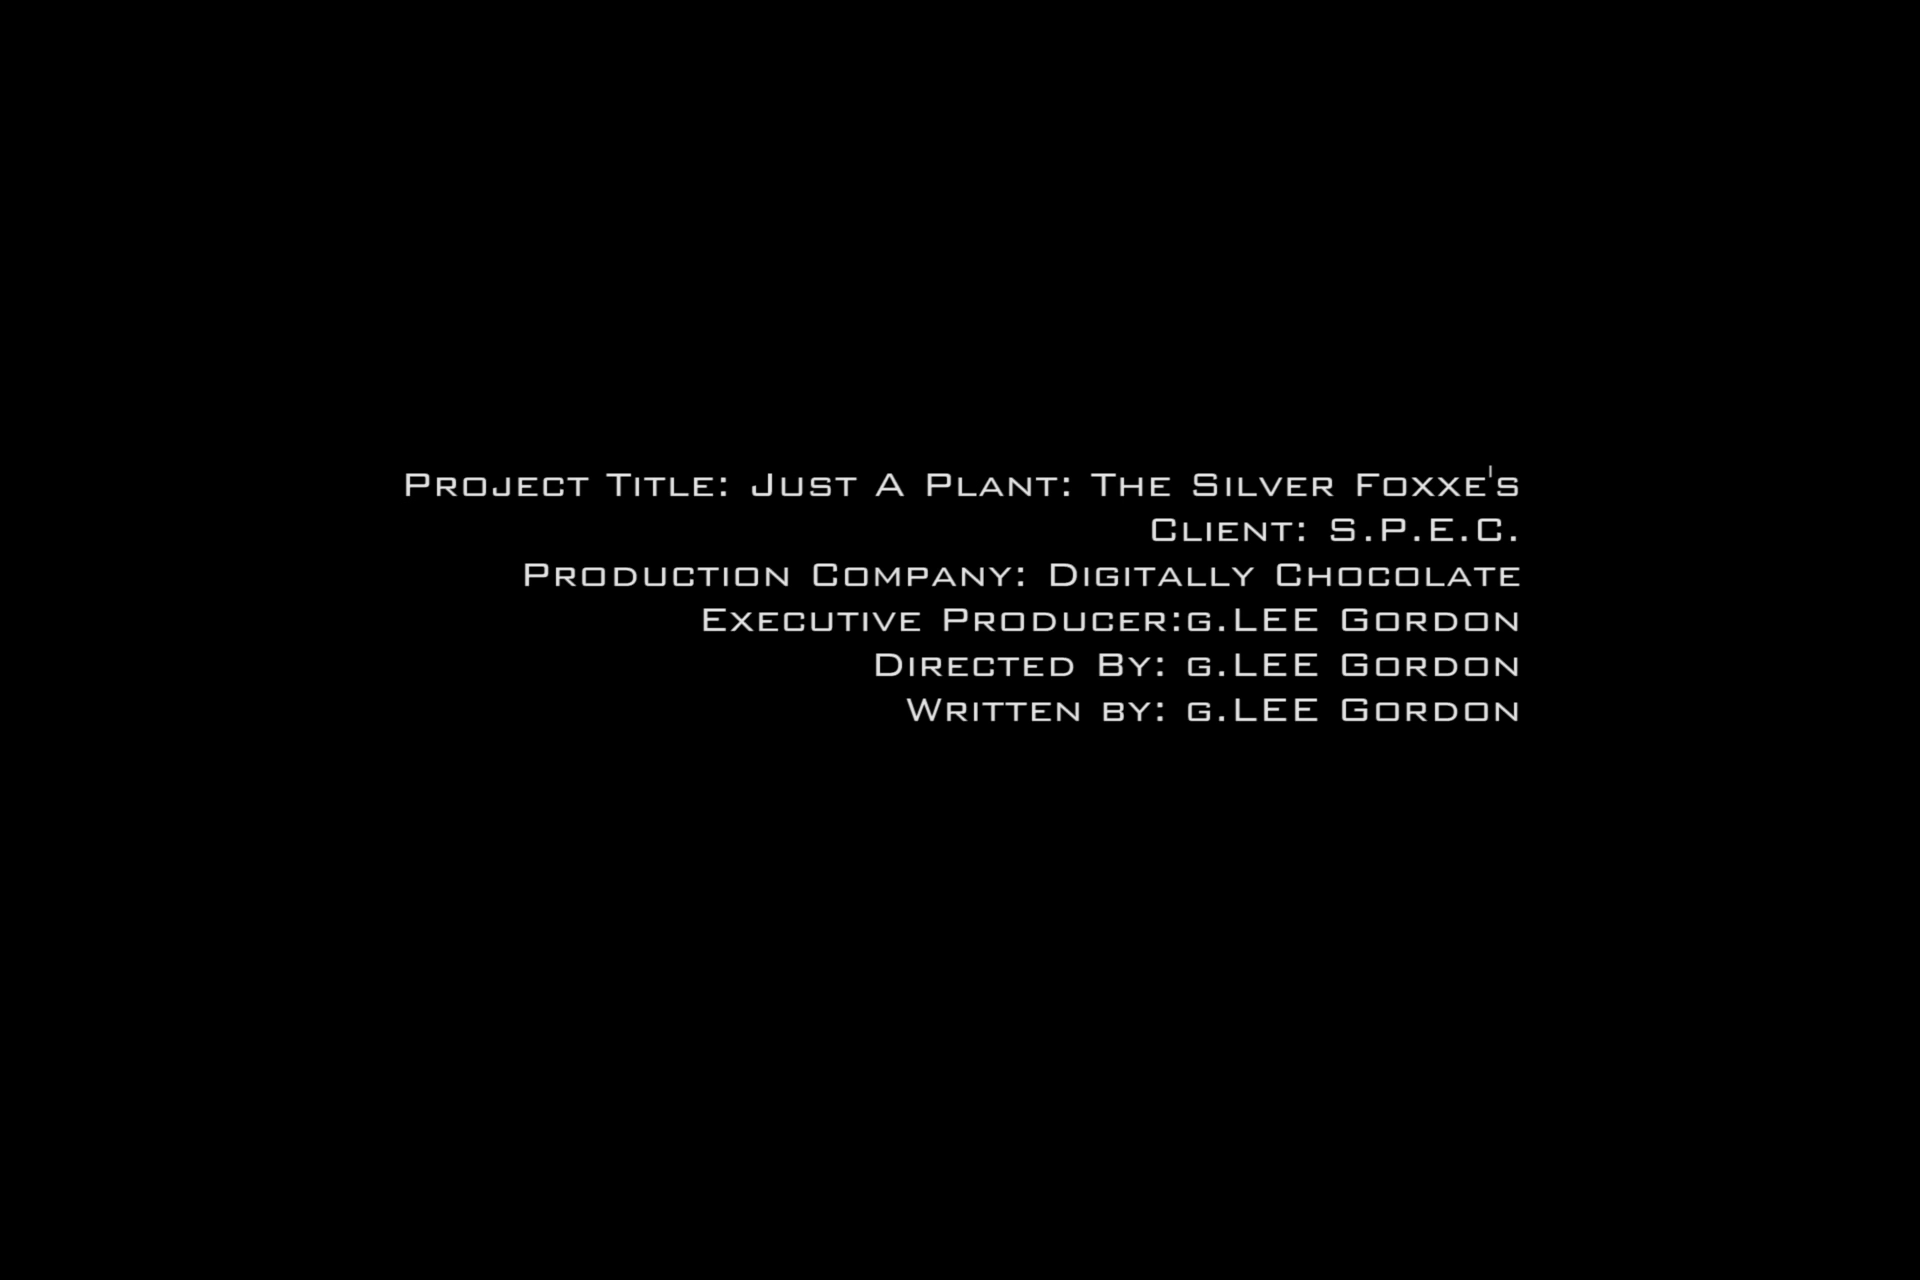 Project Title: Just A Plant: The Silver Foxxe's
Client: S.P.E.C.
Production Company: Digitally Chocolate
Executive Producer:g.LEE Gordon
Directed By: g.LEE Gordon
Written by: g.LEE Gordon